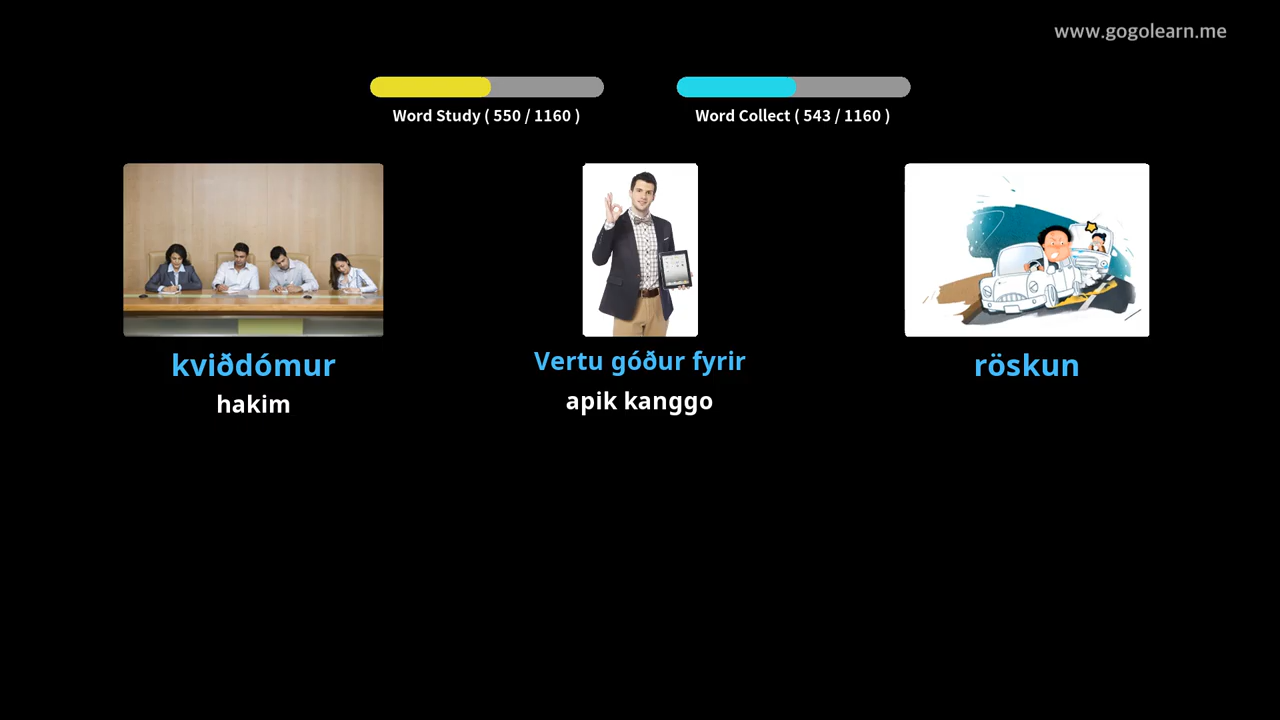 www.gogolearn.me
Word Study ( 550 / 1160 )
Word Collect ( 543 / 1160 )
kviðdómur
hakim
Vertu góður fyrir
apik kanggo
röskun